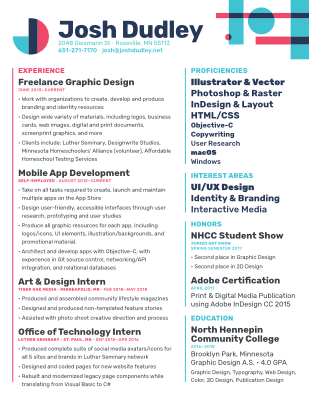 Josh Dudley
2048 Gissmann St · Roseville, MN 55113
651-271-7170 · josh@joshdudley.net
EXPERIENCE
Freelance Graphic Design
JUNE 2013–CURRENT
• Work with organizations to create, develop and produce
branding and identity resources
• Design wide variety of materials, including logos, business
cards, web images, digital and print documents,
screenprint graphics, and more
• Clients include: Luther Seminary, Designwrite Studios,
Minnesota Homeschoolers' Alliance (volunteer), Affordable
Homeschool Testing Services
Mobile App Development
SELF-EMPLOYED · AUGUST 2010–CURRENT
• Take on all tasks required to create, launch and maintain
multiple apps on the App Store
• Design user-friendly, accessible interfaces through user
research, prototyping and user studies
• Produce all graphic resources for each app, including
logos/icons, UI elements, illustration/backgrounds, and
promotional material
• Architect and develop apps with Objective-C, with
experience in Git source control, networking/API
integration, and relational databases
Art & Design Intern
TIGER OAK MEDIA · MINNEAPOLIS, MN · FEB 2018–MAY 2018
• Produced and assembled community lifestyle magazines
• Designed and produced non-templated feature stories
• Assisted with photo shoot creative direction and process
Office of Technology Intern
LUTHER SEMINARY · ST. PAUL, MN · SEP 2015–APR 2016
• Produced complete suite of social media avatars/icons for
all 5 sites and brands in Luther Seminary network
• Designed and coded pages for new website features
• Rebuilt and modernized legacy page components while
translating from Visual Basic to C#
PROFICIENCIES
Illustrator & Vector
Photoshop & Raster
InDesign & Layout
HTML/CSS
Objective-C
Copywriting
User Research
macOS
Windows
INTEREST AREAS
UI/UX Design
Identity & Branding
Interactive Media
HONORS
NHCC Student Show
JURIED ART SHOW
SPRING SEMESTER 2017
• Second place in Graphic Design
• Second place in 2D Design
Adobe Certification
APRIL 2017
Print & Digital Media Publication
using Adobe InDesign CC 2015
EDUCATION
North Hennepin
Community College
2015–2018
Brooklyn Park, Minnesota
Graphic Design A.S. • 4.0 GPA
Graphic Design, Typography, Web Design,
Color, 2D Design, Publication Design